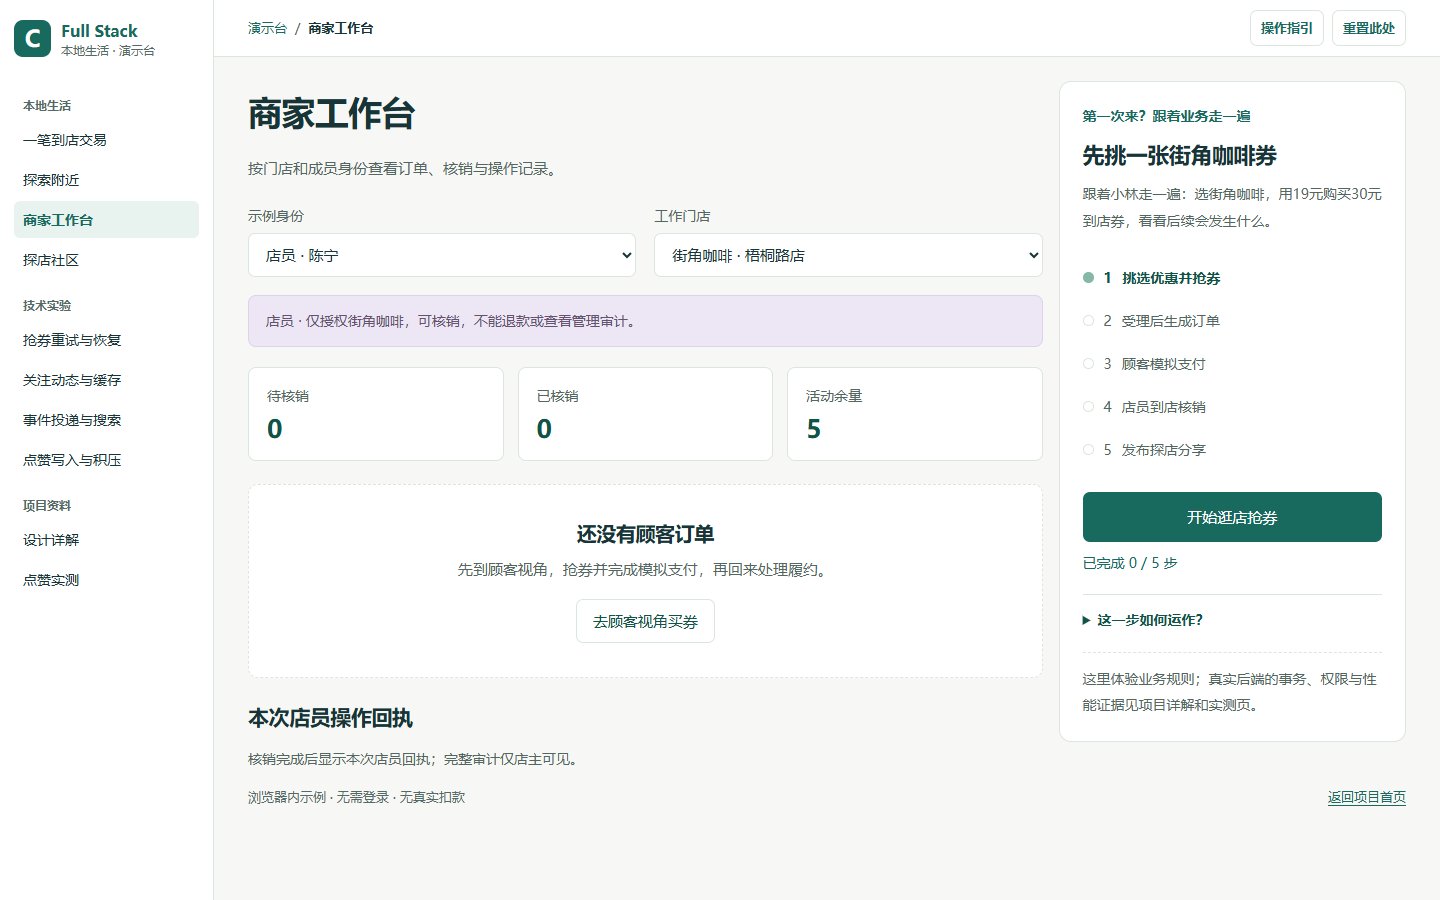 C
Full Stack
本地生活 · 演示台
本地生活
一笔到店交易
探索附近
商家工作台
探店社区
技术实验
抢券重试与恢复
关注动态与缓存
事件投递与搜索
点赞写入与积压
项目资料
设计详解
点赞实测
演示台 / 商家工作台
操作指引
重置此处
商家工作台
按门店和成员身份查看订单、核销与操作记录。
示例身份
店员 · 陈宁
工作门店
街角咖啡 · 梧桐路店
店员 · 仅授权街角咖啡，可核销，不能退款或查看管理审计。
待核销
0
已核销
0
活动余量
5
还没有顾客订单
先到顾客视角，抢券并完成模拟支付，再回来处理履约。
去顾客视角买券
本次店员操作回执
核销完成后显示本次店员回执；完整审计仅店主可见。
浏览器内示例 · 无需登录 · 无真实扣款
返回项目首页
第一次来？跟着业务走一遍
先挑一张街角咖啡券
跟着小林走一遍：选街角咖啡，用19元购买30元
到店券，看看后续会发生什么。
1 挑选优惠并抢券
2 受理后生成订单
3 顾客模拟支付
4 店员到店核销
5 发布探店分享
开始逛店抢券
已完成 0 / 5 步
这一步如何运作？
这里体验业务规则；真实后端的事务、权限与性
能证据见项目详解和实测页。